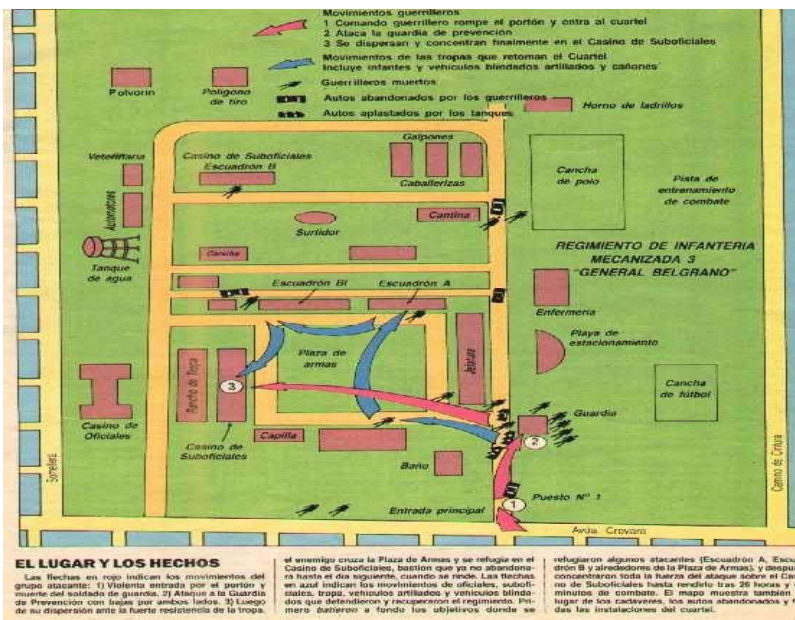 Movimientos guerrilleros
1 Comando guerrillero rompe el portón y entra al cuartel
2 Ataca la guardia de prevención
3 Se dispersan y concentran finalmente en el Casino de Suboficiales
Movimientos de las tropas que retoman el Cuartel
Incluye infantes y vehículos blindados artillados y cañones
Guerrilleros muertos
Autos abandonados por los guerrilleros
Autos aplastados por los tanques
Polvorín
Polígono
de tiro
Horno de ladrillos
Veterinaria
Casino de Suboficiales
Escuadrón B
Galpones
Caballerizas
Cancha
de polo
Pista de
entrenamiento
de combate
Automotores
Surtidor
Cantina
Tanque
de agua
Cancha
REGIMIENTO DE INFANTERIA
MECANIZADA 3
"GENERAL BELGRANO"
Escuadrón BI
Escuadrón A
Enfermería
Plaza de
armas
Jefatura
Playa de
estacionamiento
Rancho de Tropa
3
Cancha
de fútbol
Casino de
Oficiales
Casino de
Suboficiales
Capilla
Guardia
2
Baño
Somellera
Camino de Cintura
Entrada principal
1
Puesto Nº 1
Avda. Crovara
EL LUGAR Y LOS HECHOS
Las flechas en rojo indican los movimientos del
grupo atacante: 1) Violenta entrada por el portón y
muerte del soldado de guardia. 2) Ataque a la Guardia
de Prevención con bajas por ambos lados. 3) Luego
de su dispersión ante la fuerte resistencia de la tropa,
el enemigo cruza la Plaza de Armas y se refugia en el
Casino de Suboficiales, bastión que ya no abandona-
ra hasta el día siguiente, cuando se rinde. Las flechas
en azul indican los movimientos de oficiales, subofi-
ciales, tropa, vehículos artillados y vehículos blinda-
dos que defendieron y recuperaron el regimiento. Pri-
mero batieron a fondo los objetivos donde se
refugiaron algunos atacantes (Escuadrón A, Escua
drón B y alrededores de la Plaza de Armas), y despu
concentraron toda la fuerza del ataque sobre el Ca
no de Suboficiales hasta rendirlo tras 26 horas y
minutos de combate. El mapa muestra también
lugar de los cadáveres, los autos abandonados y
das las instalaciones del cuartel.